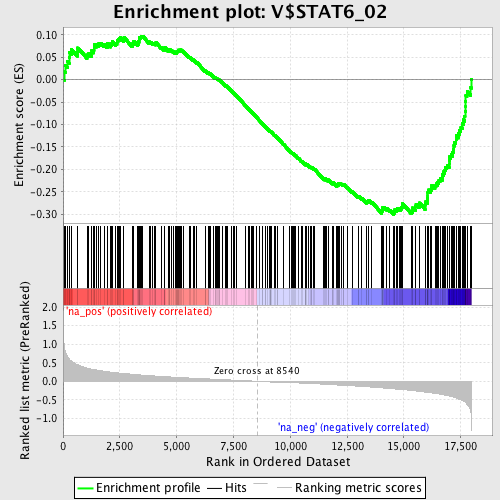 Enrichment plot: V$STAT6_02
Enrichment score (ES)
0.10
0.05
0.00
-0.05
-0.10
-0.15
-0.20
-0.25
-0.30
Ranked list metric (PreRanked)
2.0
1.5
1.0
0.5
0.0
-0.5
-1.0
'na_pos' (positively correlated)
Zero cross at 8540
'na_neg' (negatively correlated)
0 2,500 5,000 7,500 10,000 12,500 15,000 17,500
Rank in Ordered Dataset
Enrichment profile Hits Ranking metric scores